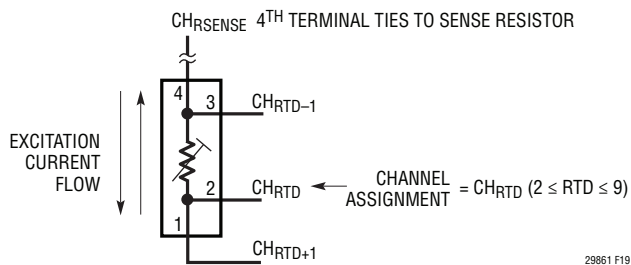 CHRSENSE 4TH TERMINAL TIES TO SENSE RESISTOR
4
3
CHRTD–1
EXCITATION
CURRENT
FLOW
2
CHRTD
CHANNEL
ASSIGNMENT
= CHRTD (2 ≤ RTD ≤ 9)
1
CHRTD+1
29861 F19